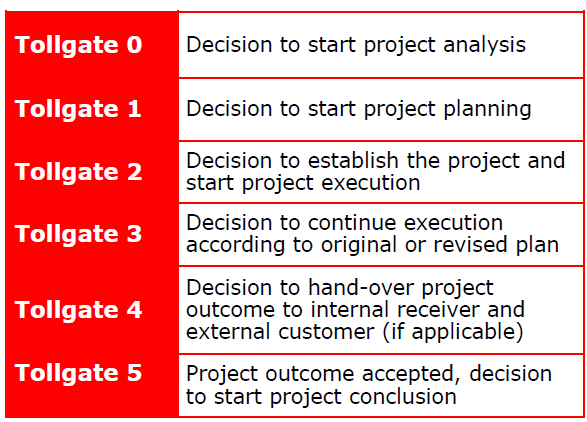 Tollgate 0
Decision to start project analysis
Tollgate 1
Decision to start project planning
Tollgate 2
Decision to establish the project and
start project execution
Tollgate 3
Decision to continue execution
according to original or revised plan
Tollgate 4
Decision to hand-over project
outcome to internal receiver and
external customer (if applicable)
Tollgate 5
Project outcome accepted, decision
to start project conclusion